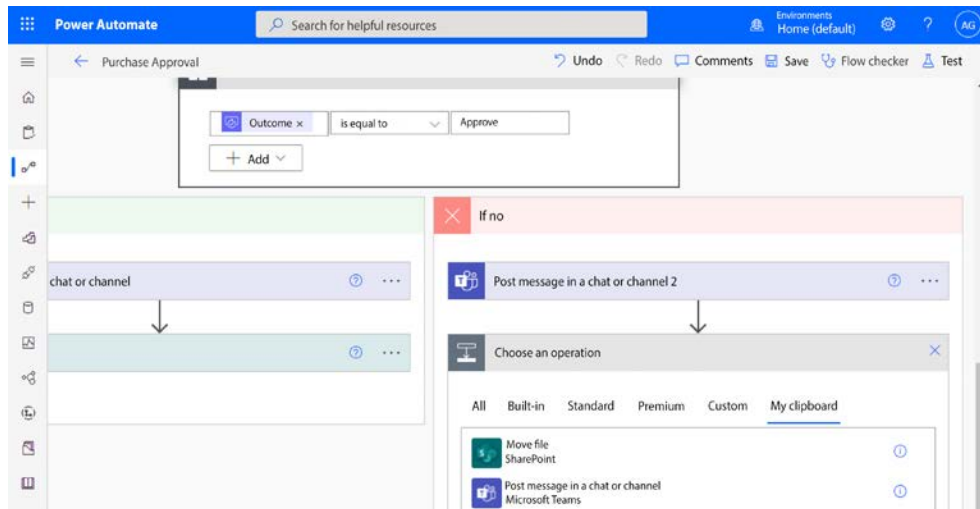 Power Automate
Search for helpful resources
Environments
Home (default)
?
AG
Purchase Approval
Undo
Redo
Comments
Save
Flow checker
Test
Outcome ×
is equal to
Approve
+ Add
If no
chat or channel
Post message in a chat or channel 2
Choose an operation
All
Built-in
Standard
Premium
Custom
My clipboard
Move file
SharePoint
Post message in a chat or channel
Microsoft Teams